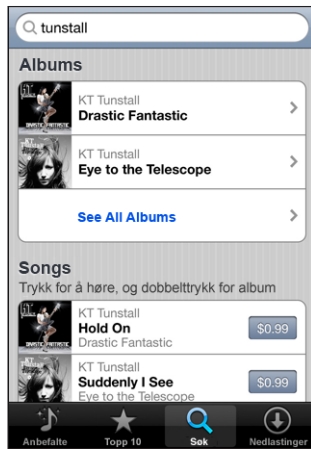 tunstall
Albums
KT Tunstall
Drastic Fantastic
KT Tunstall
Eye to the Telescope
See All Albums
Songs
Trykk for å høre, og dobbelttrykk for album
KT Tunstall
Hold On
Drastic Fantastic
$0.99
KT Tunstall
Suddenly I See
Eye to the Telescope
$0.99
Anbefalte
Topp 10
Søk
Nedlastinger